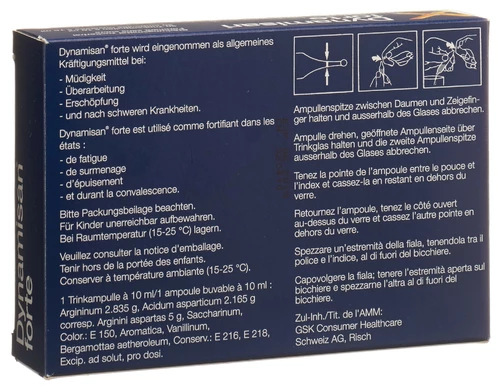 Dynamisan® forte wird eingenommen als allgemeines
Kräftigungsmittel bei:
- Müdigkeit
- Überarbeitung
- Erschöpfung
- und nach schweren Krankheiten.
Dynamisan® forte est utilisé comme fortifiant dans les
états :
- de fatigue
- de surmenage
- d'épuisement
- et durant la convalescence.
Bitte Packungsbeilage beachten.
Für Kinder unerreichbar aufbewahren.
Bei Raumtemperatur (15-25 °C) lagern.
Veuillez consulter la notice d'emballage.
Tenir hors de la portée des enfants.
Conserver à température ambiante (15-25 °C).
1 Trinkampulle à 10 ml/1 ampoule buvable à 10 ml :
Argininum 2.835 g, Acidum asparticum 2.165 g
corresp. Arginini aspartas 5 g, Saccharinum,
Color.: E 150, Aromatica, Vanillinum,
Bergamottae aetheroleum, Conserv.: E 216, E 218,
Excip. ad solut., pro dosi.
Ampullenspitze zwischen Daumen und Zeigefin-
ger halten und ausserhalb des Glases abbrechen.
Ampulle drehen, geöffnete Ampullenseite über
Trinkglas halten und die zweite Ampullenspitze
ausserhalb des Glases abbrechen.
Tenez la pointe de l'ampoule entre le pouce et
l'index et cassez-la en restant en dehors du
verre.
Retournez l'ampoule, tenez le côté ouvert
au-dessus du verre et cassez l'autre pointe en
dehors du verre.
Spezzare un'estremità della fiala, tenendola tra il
police e l'indice, al di fuori del bicchiere.
Capovolgere la fiala; tenere l'estremità aperta sul
bicchiere e spezzarne l'altra al di fuori del
bicchiere.
Zul-Inh./Tit. de l'AMM:
GSK Consumer Healthcare
Schweiz AG, Risch
Dynamisan®
forte